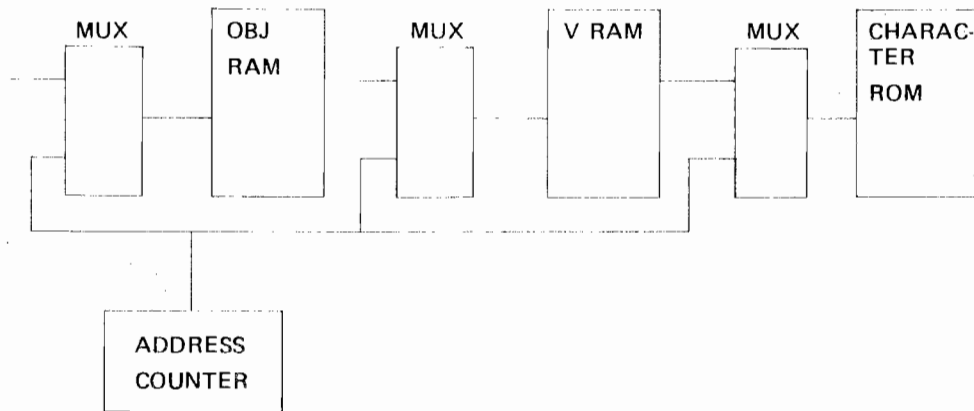 MUX
OBJ
RAM
MUX
V RAM
MUX
CHARAC-
TER
ROM
ADDRESS
COUNTER